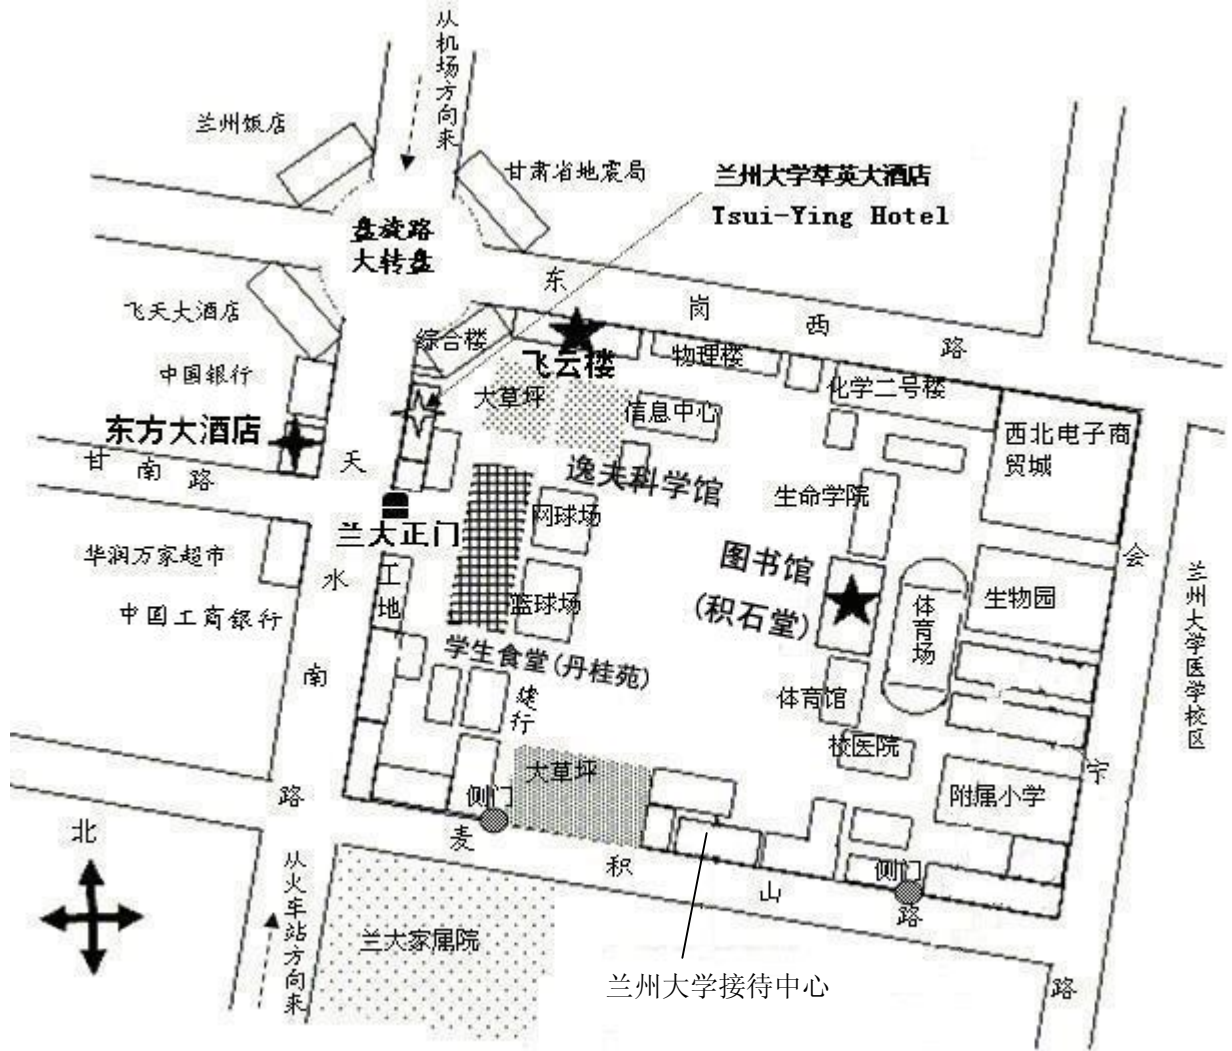 从机场方向来
兰州饭店
甘肃省地震局
兰州大学萃英大酒店
Tsui-Ying Hotel
盘旋路
大转盘
东岗西路
飞天大酒店
综合楼
飞云楼
物理楼
中国银行
大草坪
信息中心
化学二号楼
东方大酒店
西北电子商
贸城
甘南路
天水南路
逸夫科学馆
生命学院
网球场
兰大正门
华润万家超市
图书馆
(积石堂)
会宁路
兰州大学医学校区
工地
篮球场
体育场
生物园
中国工商银行
学生食堂(丹桂苑)
建行
体育馆
校医院
大草坪
附属小学
侧门
麦积山路
侧门
北
从火车站方向来
兰大家属院
兰州大学接待中心